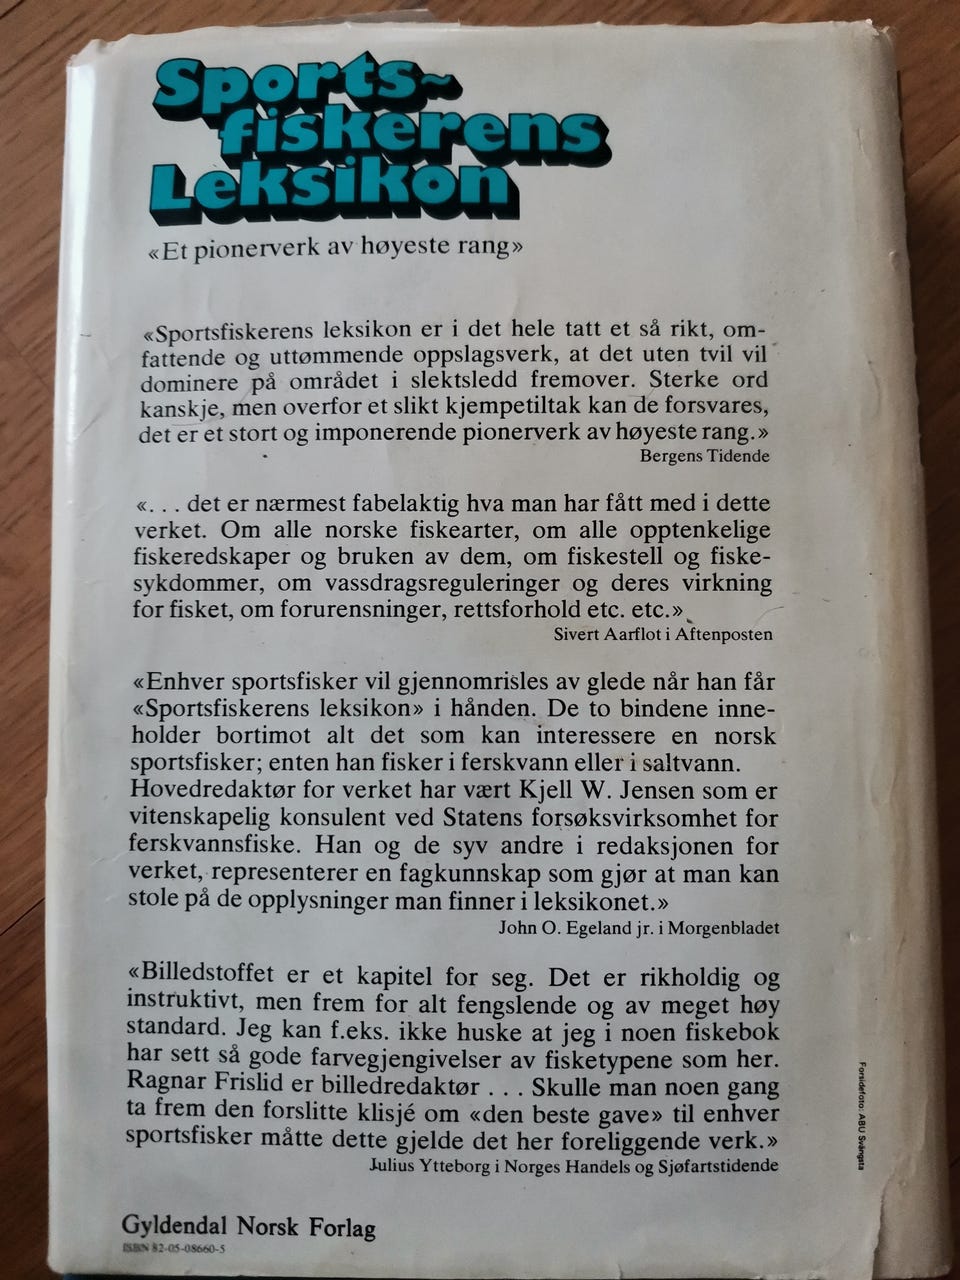 Sports~
fiskerens
Leksikon
«Et pionerverk av høyeste rang»
«Sportsfiskerens leksikon er i det hele tatt et så rikt, om-
fattende og uttømmende oppslagsverk, at det uten tvil vil
dominere på området i slektsledd fremover. Sterke ord
kanskje, men overfor et slikt kjempetiltak kan de forsvares,
det er et stort og imponerende pionerverk av høyeste rang.»
Bergens Tidende
«. . . det er nærmest fabelaktig hva man har fått med i dette
verket. Om alle norske fiskearter, om alle opptenkelige
fiskeredskaper og bruken av dem, om fiskestell og fiske-
sykdommer, om vassdragsreguleringer og deres virkning
for fisket, om forurensninger, rettsforhold etc. etc.»
Sivert Aarflot i Aftenposten
«Enhver sportsfisker vil gjennomrisles av glede når han får
«Sportsfiskerens leksikon» i hånden. De to bindene inne-
holder bortimot alt det som kan interessere en norsk
sportsfisker; enten han fisker i ferskvann eller i saltvann.
Hovedredaktør for verket har vært Kjell W. Jensen som er
vitenskapelig konsulent ved Statens forsøksvirksomhet for
ferskvannsfiske. Han og de syv andre i redaksjonen for
verket, representerer en fagkunnskap som gjør at man kan
stole på de opplysninger man finner i leksikonet.»
John O. Egeland jr. i Morgenbladet
«Billedstoffet er et kapitel for seg. Det er rikholdig og
instruktivt, men frem for alt fengslende og av meget høy
standard. Jeg kan f.eks. ikke huske at jeg i noen fiskebok
har sett så gode farvegjengivelser av fisketypene som her.
Ragnar Frislid er billedredaktør . . . Skulle man noen gang
ta frem den forslitte klisjé om «den beste gave» til enhver
sportsfisker måtte dette gjelde det her foreliggende verk.»
Julius Ytteborg i Norges Handels og Sjøfartstidende
Forsidefoto: ABU Svängsta
Gyldendal Norsk Forlag
ISBN 82-05-08660-5